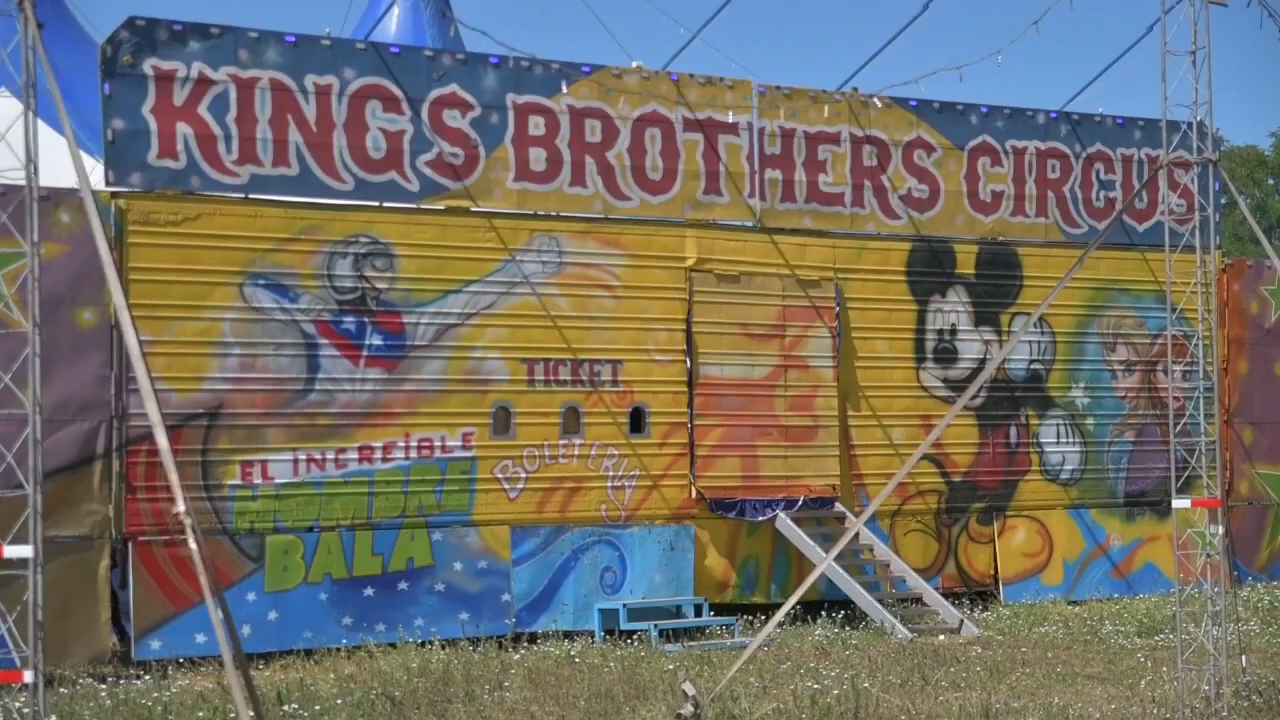 KINGS BROTHERS CIRCUS
TICKET
BOLETERIA
EL INCREIBLE
HOMBRE
BALA